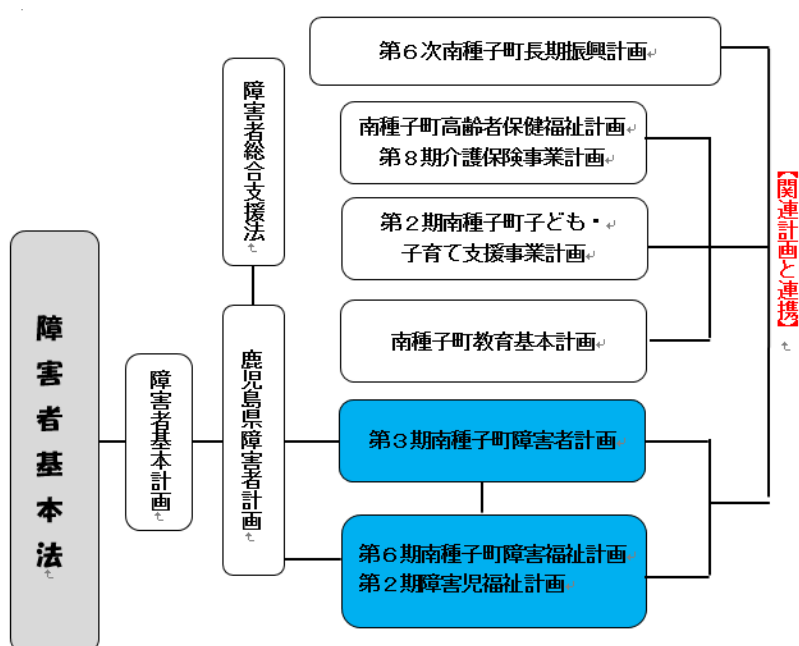 第６次南種子町長期振興計画
障害者総合支援法
南種子町高齢者保健福祉計画
第８期介護保険事業計画
第２期南種子町子ども・
子育て支援事業計画
【関連計画と連携】
南種子町教育基本計画
障害者基本法
障害者基本計画
鹿児島県障害者計画
第３期南種子町障害者計画
第６期南種子町障害福祉計画
第２期障害児福祉計画